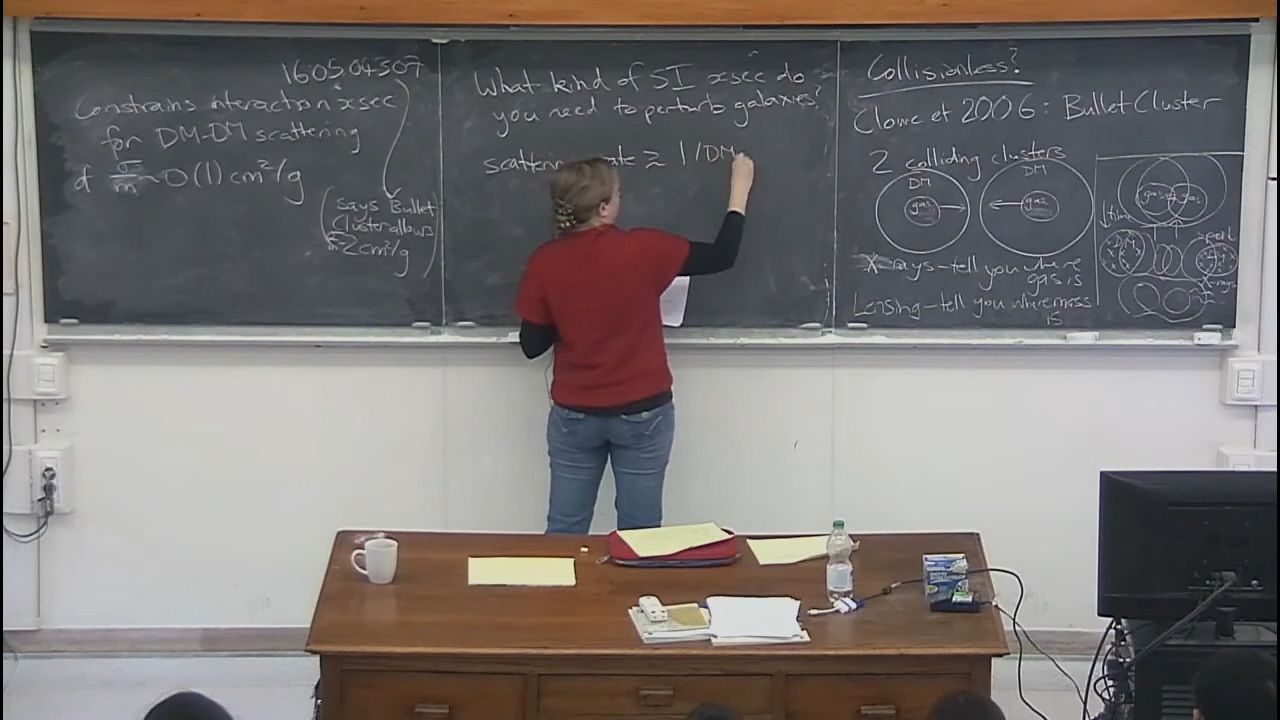 1605.04307
Constrains interaction xsec
for DM-DM scattering
of σ/m ~ O(1) cm²/g
(says Bullet
Cluster allows
2cm²/g)
What kind of SI xsec do
you need to perturb galaxies?
scattering rate ≳ 1/DM
Collisionless?
Clowe et 2006: Bullet Cluster
2 colliding clusters
DM
DM
gas
gas
X-rays-tell you where
gas is
Lensing-tell you where mass
is
gas
gas
DM